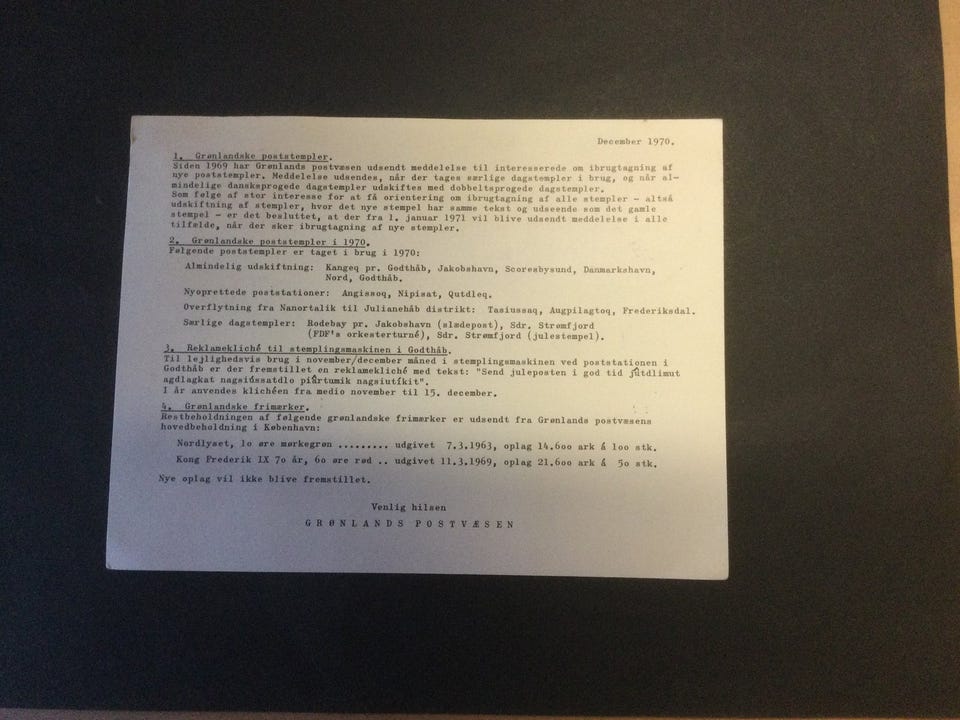 December 1970.
1. Grønlandske poststempler.
Siden 1969 har Grønlands postvæsen udsendt meddelelse til interesserede om ibrugtagning af
nye poststempler. Meddelelse udsendes, når der tages særlige dagstempler i brug, og når al-
mindelige dansksprogede dagstempler udskiftes med dobbeltsprogede dagstempler.
Som følge af stor interesse for at få orientering om ibrugtagning af alle stempler - altså
udskiftning af stempler, hvor det nye stempel har samme tekst og udseende som det gamle
stempel - er det besluttet, at der fra 1. januar 1971 vil blive udsendt meddelelse i alle
tilfælde, når der sker ibrugtagning af nye stempler.
2. Grønlandske poststempler i 1970.
Følgende poststempler er taget i brug i 1970:
Almindelig udskiftning: Kangeq pr. Godthåb, Jakobshavn, Scoresbysund, Danmarkshavn,
Nord, Godthåb.
Nyoprettede poststationer: Angissoq, Nipisat, Qutdleq.
Overflytning fra Nanortalik til Julianehåb distrikt: Tasiussaq, Augpilagtoq, Frederiksdal.
Særlige dagstempler: Rodebay pr. Jakobshavn (slædepost), Sdr. Strømfjord
(FDF's orkesterturné), Sdr. Strømfjord (julestempel).
3. Reklamekliché til stemplingsmaskinen i Godthåb.
Til lejlighedsvis brug i november/december måned i stemplingsmaskinen ved poststationen i
Godthåb er der fremstillet en reklamekliché med tekst: "Send juleposten i god tid jûtdlimut
agdlagkat nagsiússatdlo piârtumik nagsiutíkit".
I år anvendes klichéen fra medio november til 15. december.
4. Grønlandske frimærker.
Restbeholdningen af følgende grønlandske frimærker er udsendt fra Grønlands postvæsens
hovedbeholdning i København:
Nordlyset, lo øre mørkegrøn ......... udgivet 7.3.1963, oplag 14.6oo ark á loo stk.
Kong Frederik IX 7o år, 6o øre rød .. udgivet 11.3.1969, oplag 21.6oo ark á 5o stk.
Nye oplag vil ikke blive fremstillet.
Venlig hilsen
GRØNLANDS POSTVÆSEN